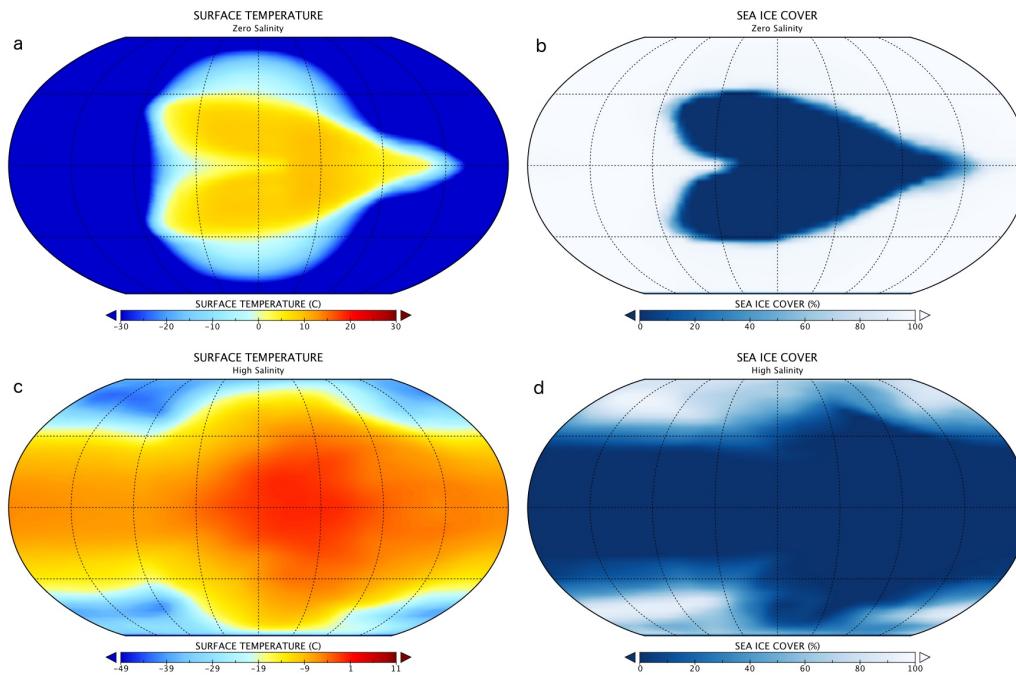 a
SURFACE TEMPERATURE
Zero Salinity
SURFACE TEMPERATURE (C)
-30 -20 -10 0 10 20 30
b
SEA ICE COVER
Zero Salinity
SEA ICE COVER (%)
0 20 40 60 80 100
c
SURFACE TEMPERATURE
High Salinity
SURFACE TEMPERATURE (C)
-49 -39 -29 -19 -9 1 11
d
SEA ICE COVER
High Salinity
SEA ICE COVER (%)
0 20 40 60 80 100